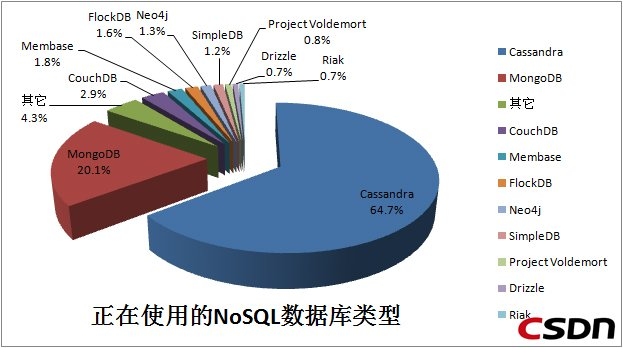 FlockDB
1.6%
Neo4j
1.3%
SimpleDB
1.2%
Project Voldemort
0.8%
Membase
1.8%
Drizzle
0.7%
Riak
0.7%
CouchDB
2.9%
其它
4.3%
MongoDB
20.1%
Cassandra
64.7%
Cassandra
MongoDB
其它
CouchDB
Membase
FlockDB
Neo4j
SimpleDB
Project Voldemort
Drizzle
Riak
正在使用的NoSQL数据库类型
CSDN